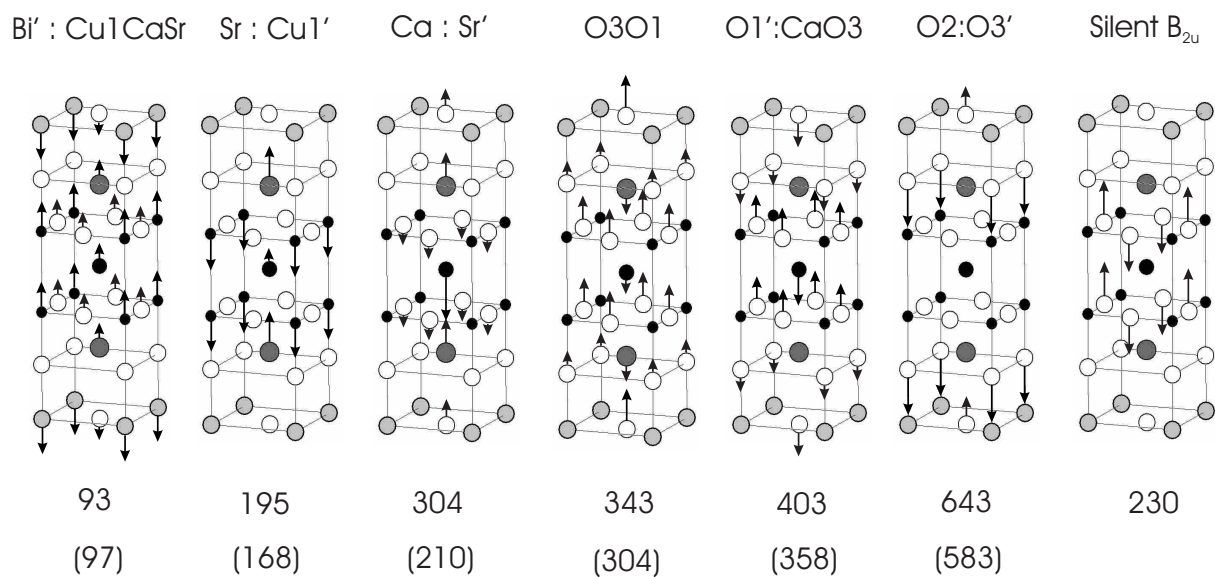 Bi’ : Cu1CaSr Sr : Cu1’ Ca : Sr’ O3O1 O1’:CaO3 O2:O3’ Silent B2u
93 195 304 343 403 643 230
(97) (168) (210) (304) (358) (583)